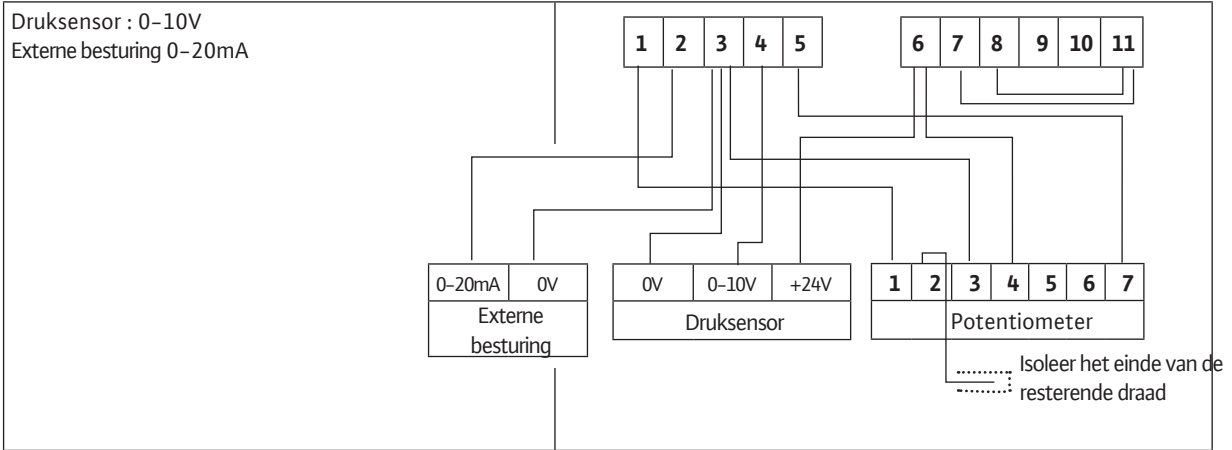 Druksensor : 0–10V
Externe besturing 0–20mA
1 2 3 4 5
6 7 8 9 10 11
0–20mA 0V
Externe
besturing
0V 0–10V +24V
Druksensor
1 2 3 4 5 6 7
Potentiometer
Isoleer het einde van de
resterende draad